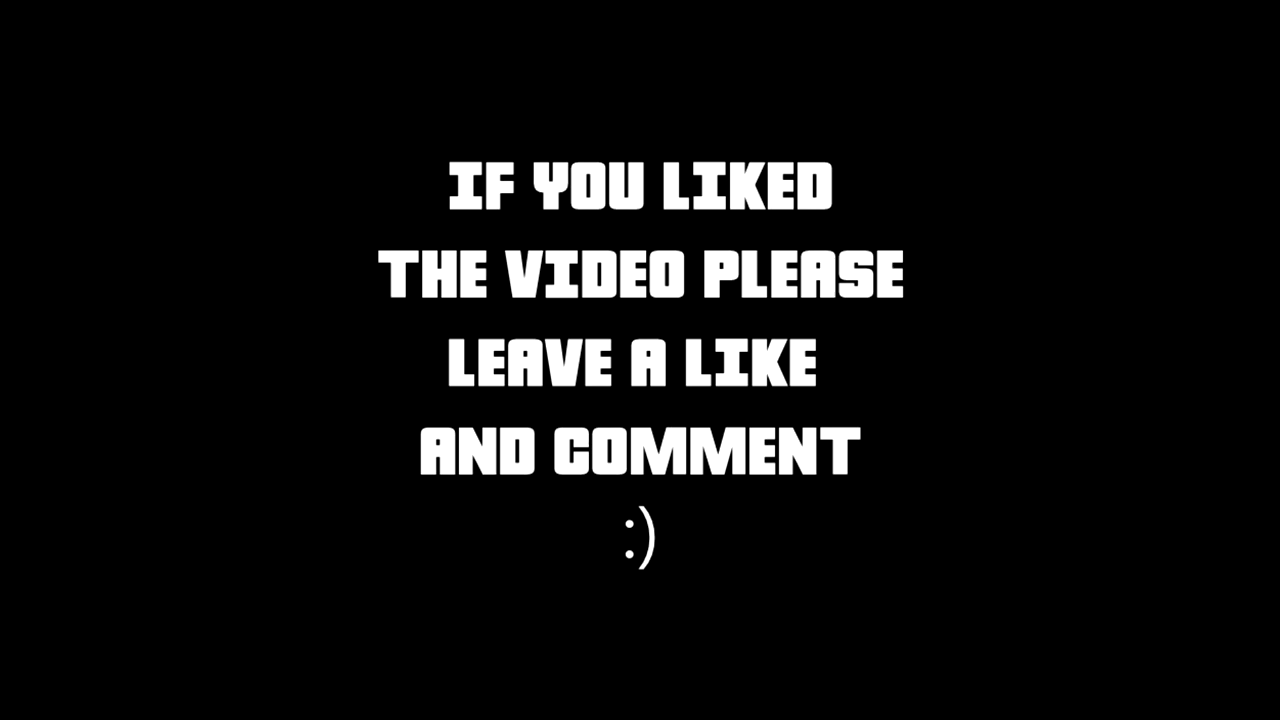 IF YOU LIKED
THE VIDEO PLEASE
LEAVE A LIKE
AND COMMENT
:)